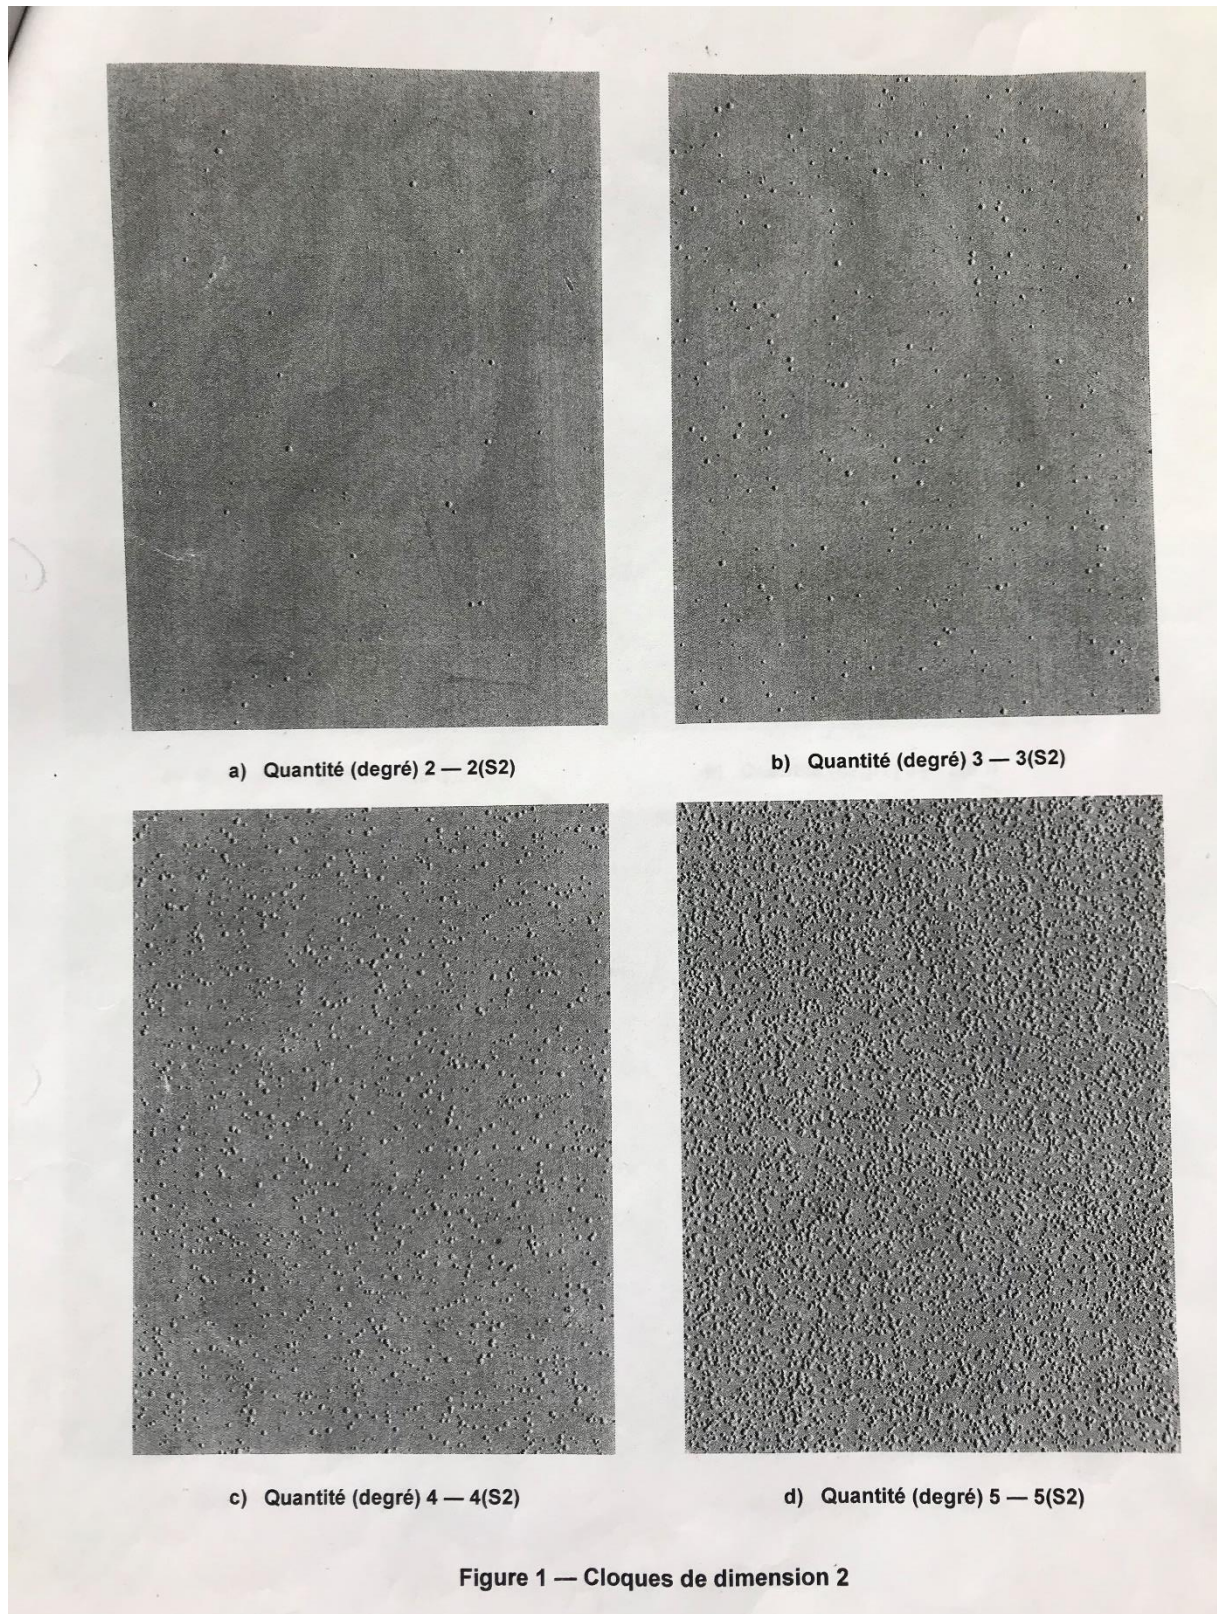 a) Quantité (degré) 2 — 2(S2)
b) Quantité (degré) 3 — 3(S2)
c) Quantité (degré) 4 — 4(S2)
d) Quantité (degré) 5 — 5(S2)
Figure 1 — Cloques de dimension 2